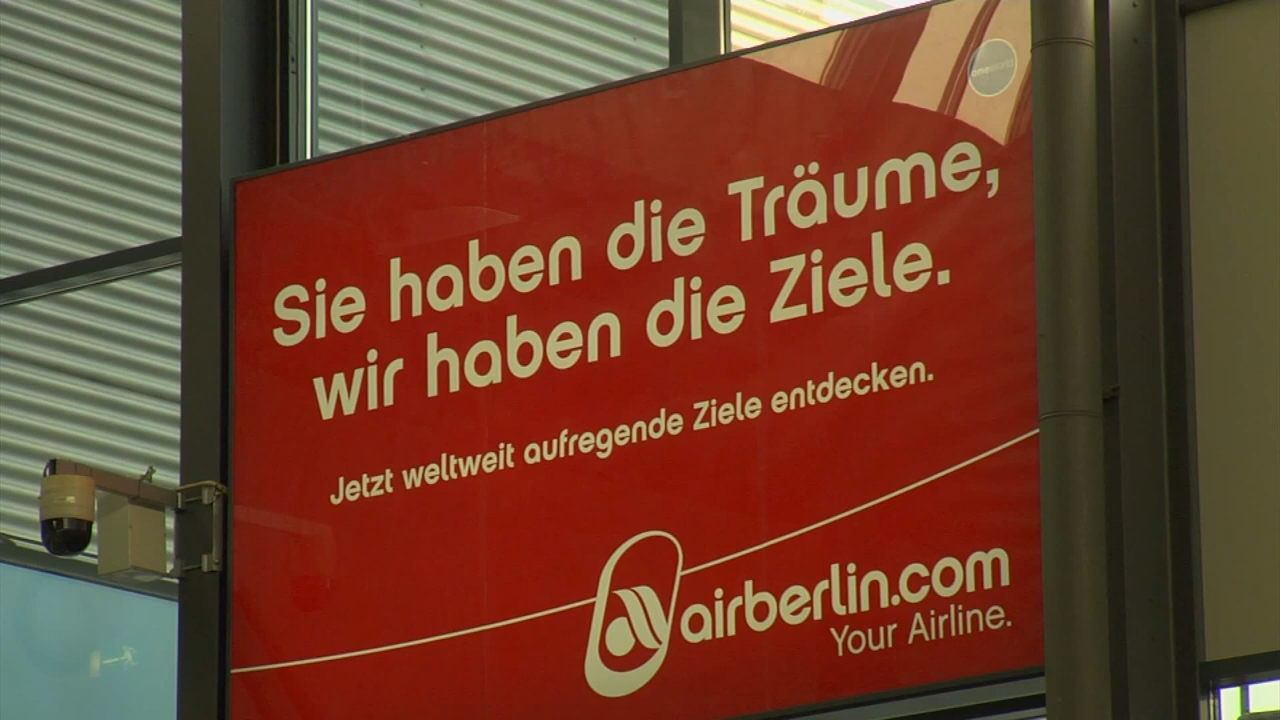 Sie haben die Träume,
wir haben die Ziele.
Jetzt weltweit aufregende Ziele entdecken.
airberlin.com
Your Airline.